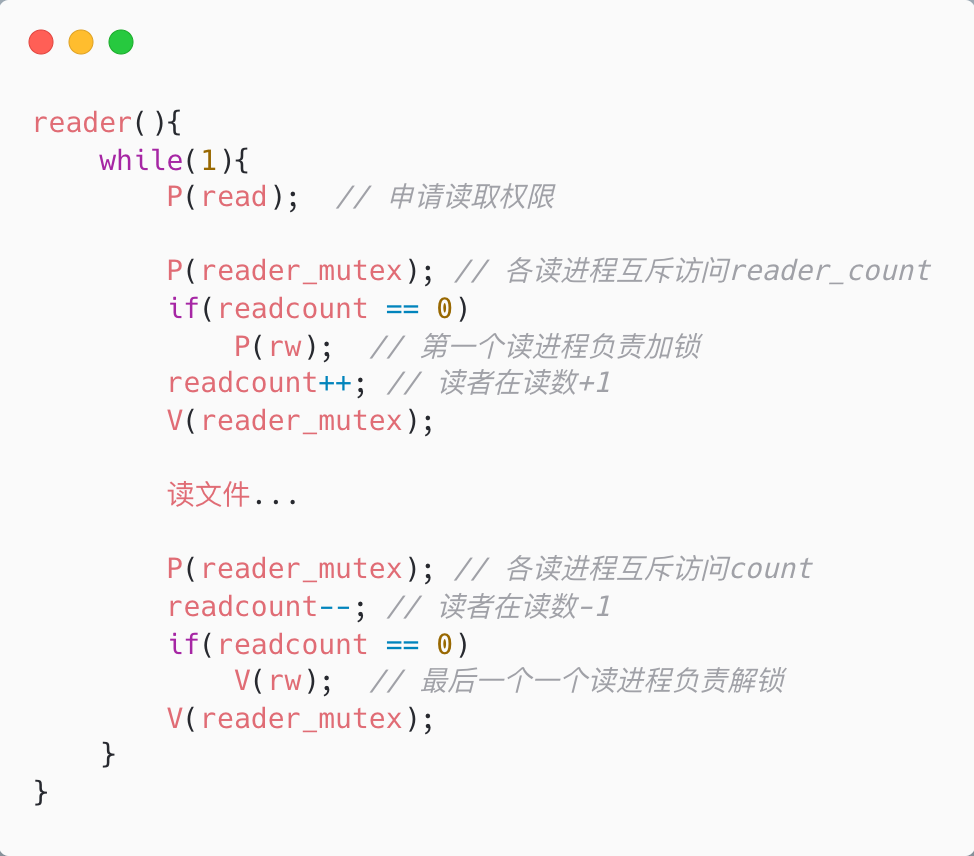 reader(){
    while(1){
        P(read);  // 申请读取权限
        P(reader_mutex); // 各读进程互斥访问reader_count
        if(readcount == 0)
            P(rw);  // 第一个读进程负责加锁
        readcount++; // 读者在读数+1
        V(reader_mutex);
        读文件...
        P(reader_mutex); // 各读进程互斥访问count
        readcount--; // 读者在读数-1
        if(readcount == 0)
            V(rw);  // 最后一个一个读进程负责解锁
        V(reader_mutex);
    }
}